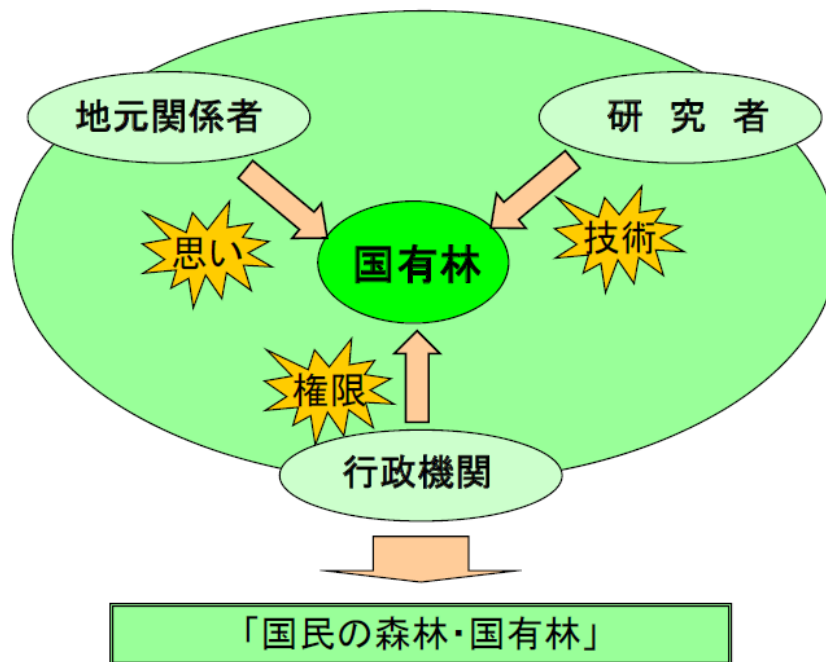 地元関係者
研 究 者
思い
技術
国有林
権限
行政機関
「国民の森林・国有林」